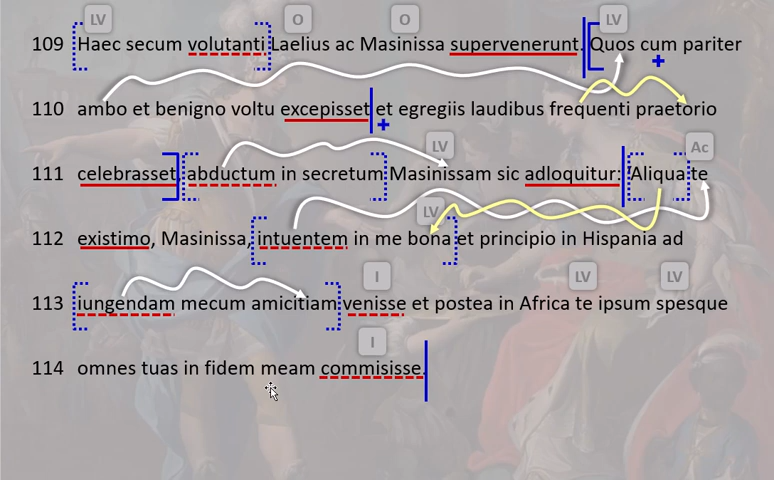 LV O O LV
109 Haec secum volutanti Laelius ac Masinissa supervenerunt. Quos cum pariter
+
110 ambo et benigno voltu excepisset et egregiis laudibus frequenti praetorio
+ LV Ac
111 celebrasset, abductum in secretum Masinissam sic adloquitur: 'Aliqua te
LV
112 existimo, Masinissa, intuentem in me bona et principio in Hispania ad
I LV LV
113 iungendam mecum amicitiam venisse et postea in Africa te ipsum spesque
I
114 omnes tuas in fidem meam commisisse.